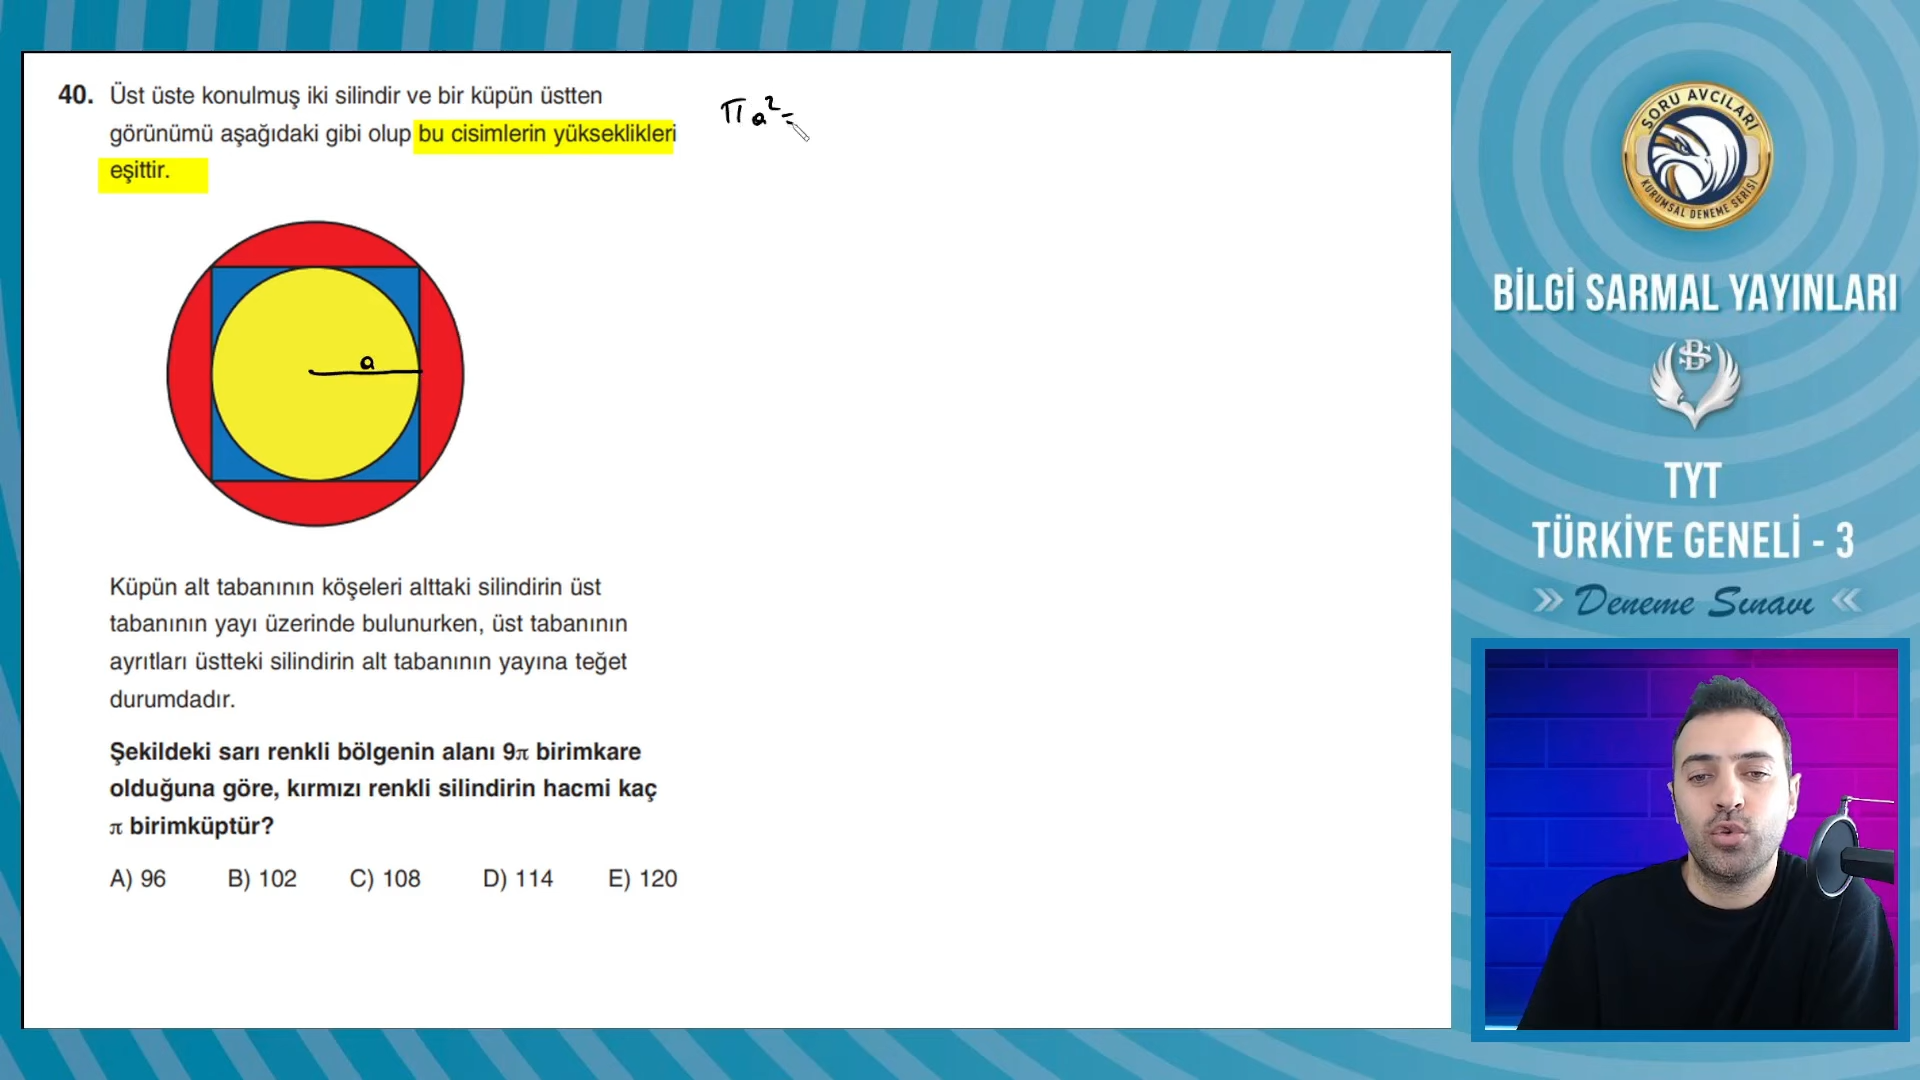 40. Üst üste konulmuş iki silindir ve bir küpün üstten
görünümü aşağıdaki gibi olup bu cisimlerin yükseklikleri
eşittir.
πa²=
a
Küpün alt tabanının köşeleri alttaki silindirin üst
tabanının yayı üzerinde bulunurken, üst tabanının
ayrıtları üstteki silindirin alt tabanının yayına teğet
durumdadır.
Şekildeki sarı renkli bölgenin alanı 9π birimkare
olduğuna göre, kırmızı renkli silindirin hacmi kaç
π birimküptür?
A) 96 B) 102 C) 108 D) 114 E) 120
SORU AVCILARI
KURUMSAL DENEME SERİSİ
BİLGİ SARMAL YAYINLARI
BS
TYT
TÜRKİYE GENELİ - 3
Deneme Sınavı